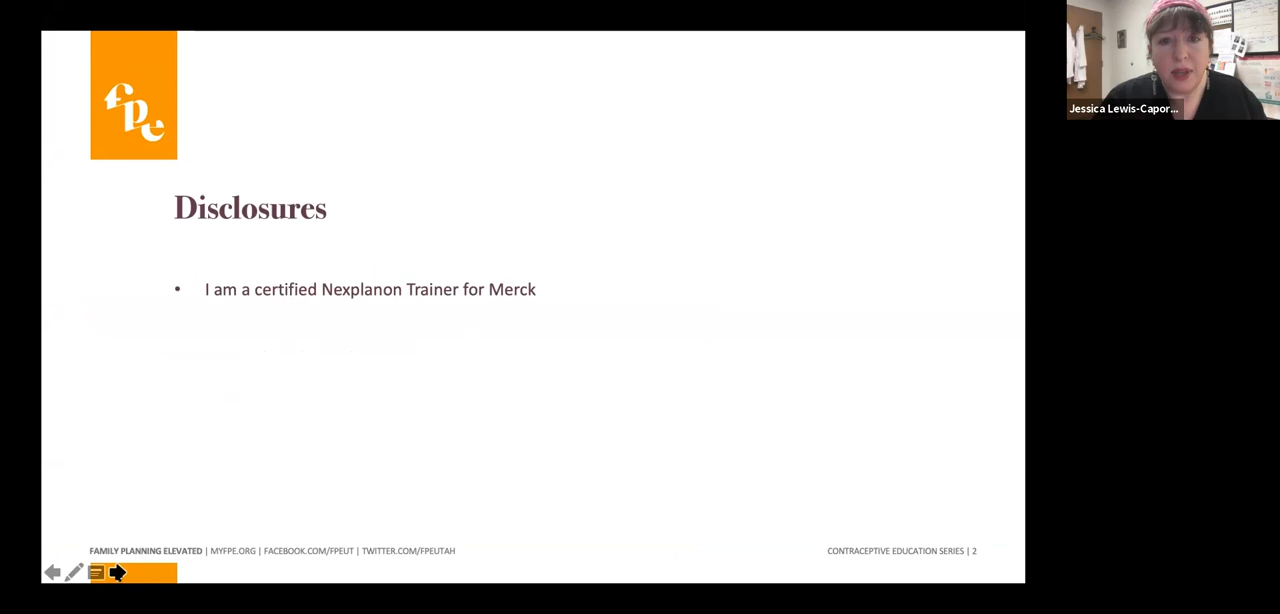 fpe
Jessica Lewis-Capor...
Disclosures
• I am a certified Nexplanon Trainer for Merck
FAMILY PLANNING ELEVATED | MYFPE.ORG | FACEBOOK.COM/FPEUT | TWITTER.COM/FPEUTAH
CONTRACEPTIVE EDUCATION SERIES | 2